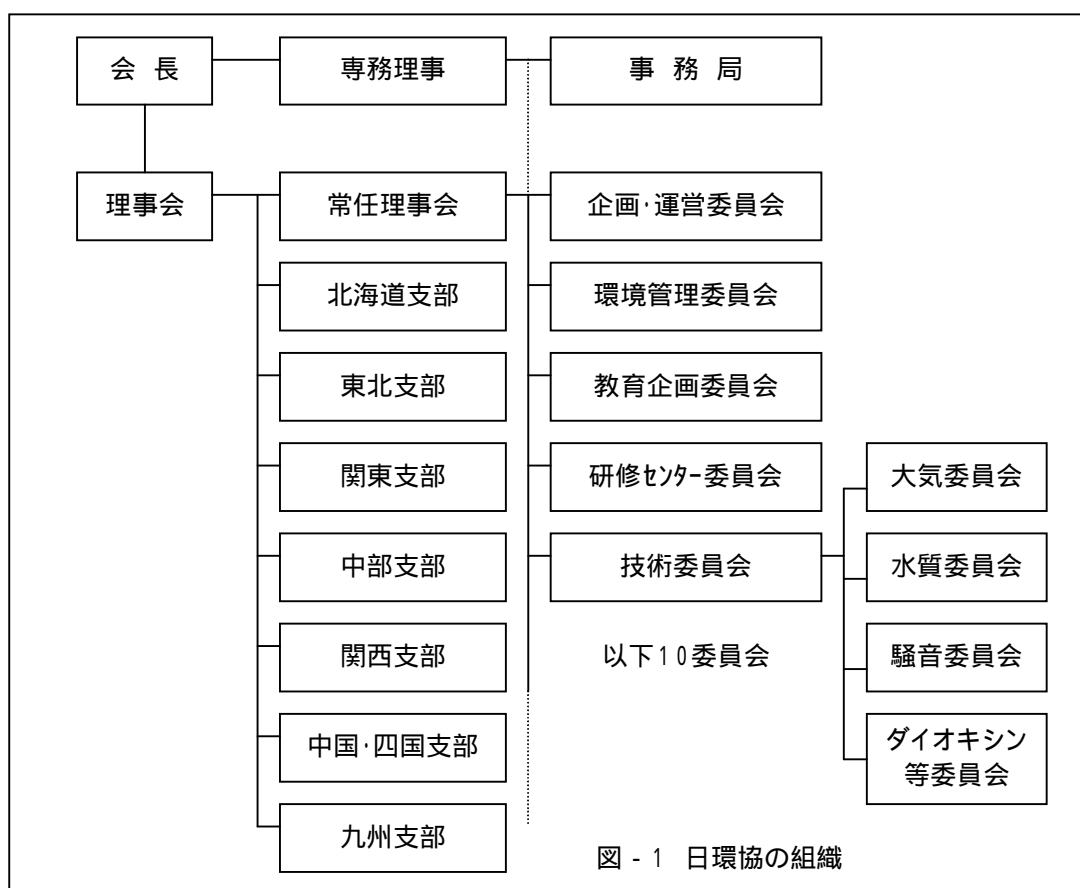 会 長
専務理事
事 務 局
理事会
常任理事会
企画・運営委員会
北海道支部
環境管理委員会
東北支部
教育企画委員会
関東支部
研修ｾﾝﾀｰ委員会
大気委員会
中部支部
技術委員会
水質委員会
関西支部
以下10委員会
騒音委員会
中国・四国支部
ダイオキシン
等委員会
九州支部
図 - 1 日環協の組織